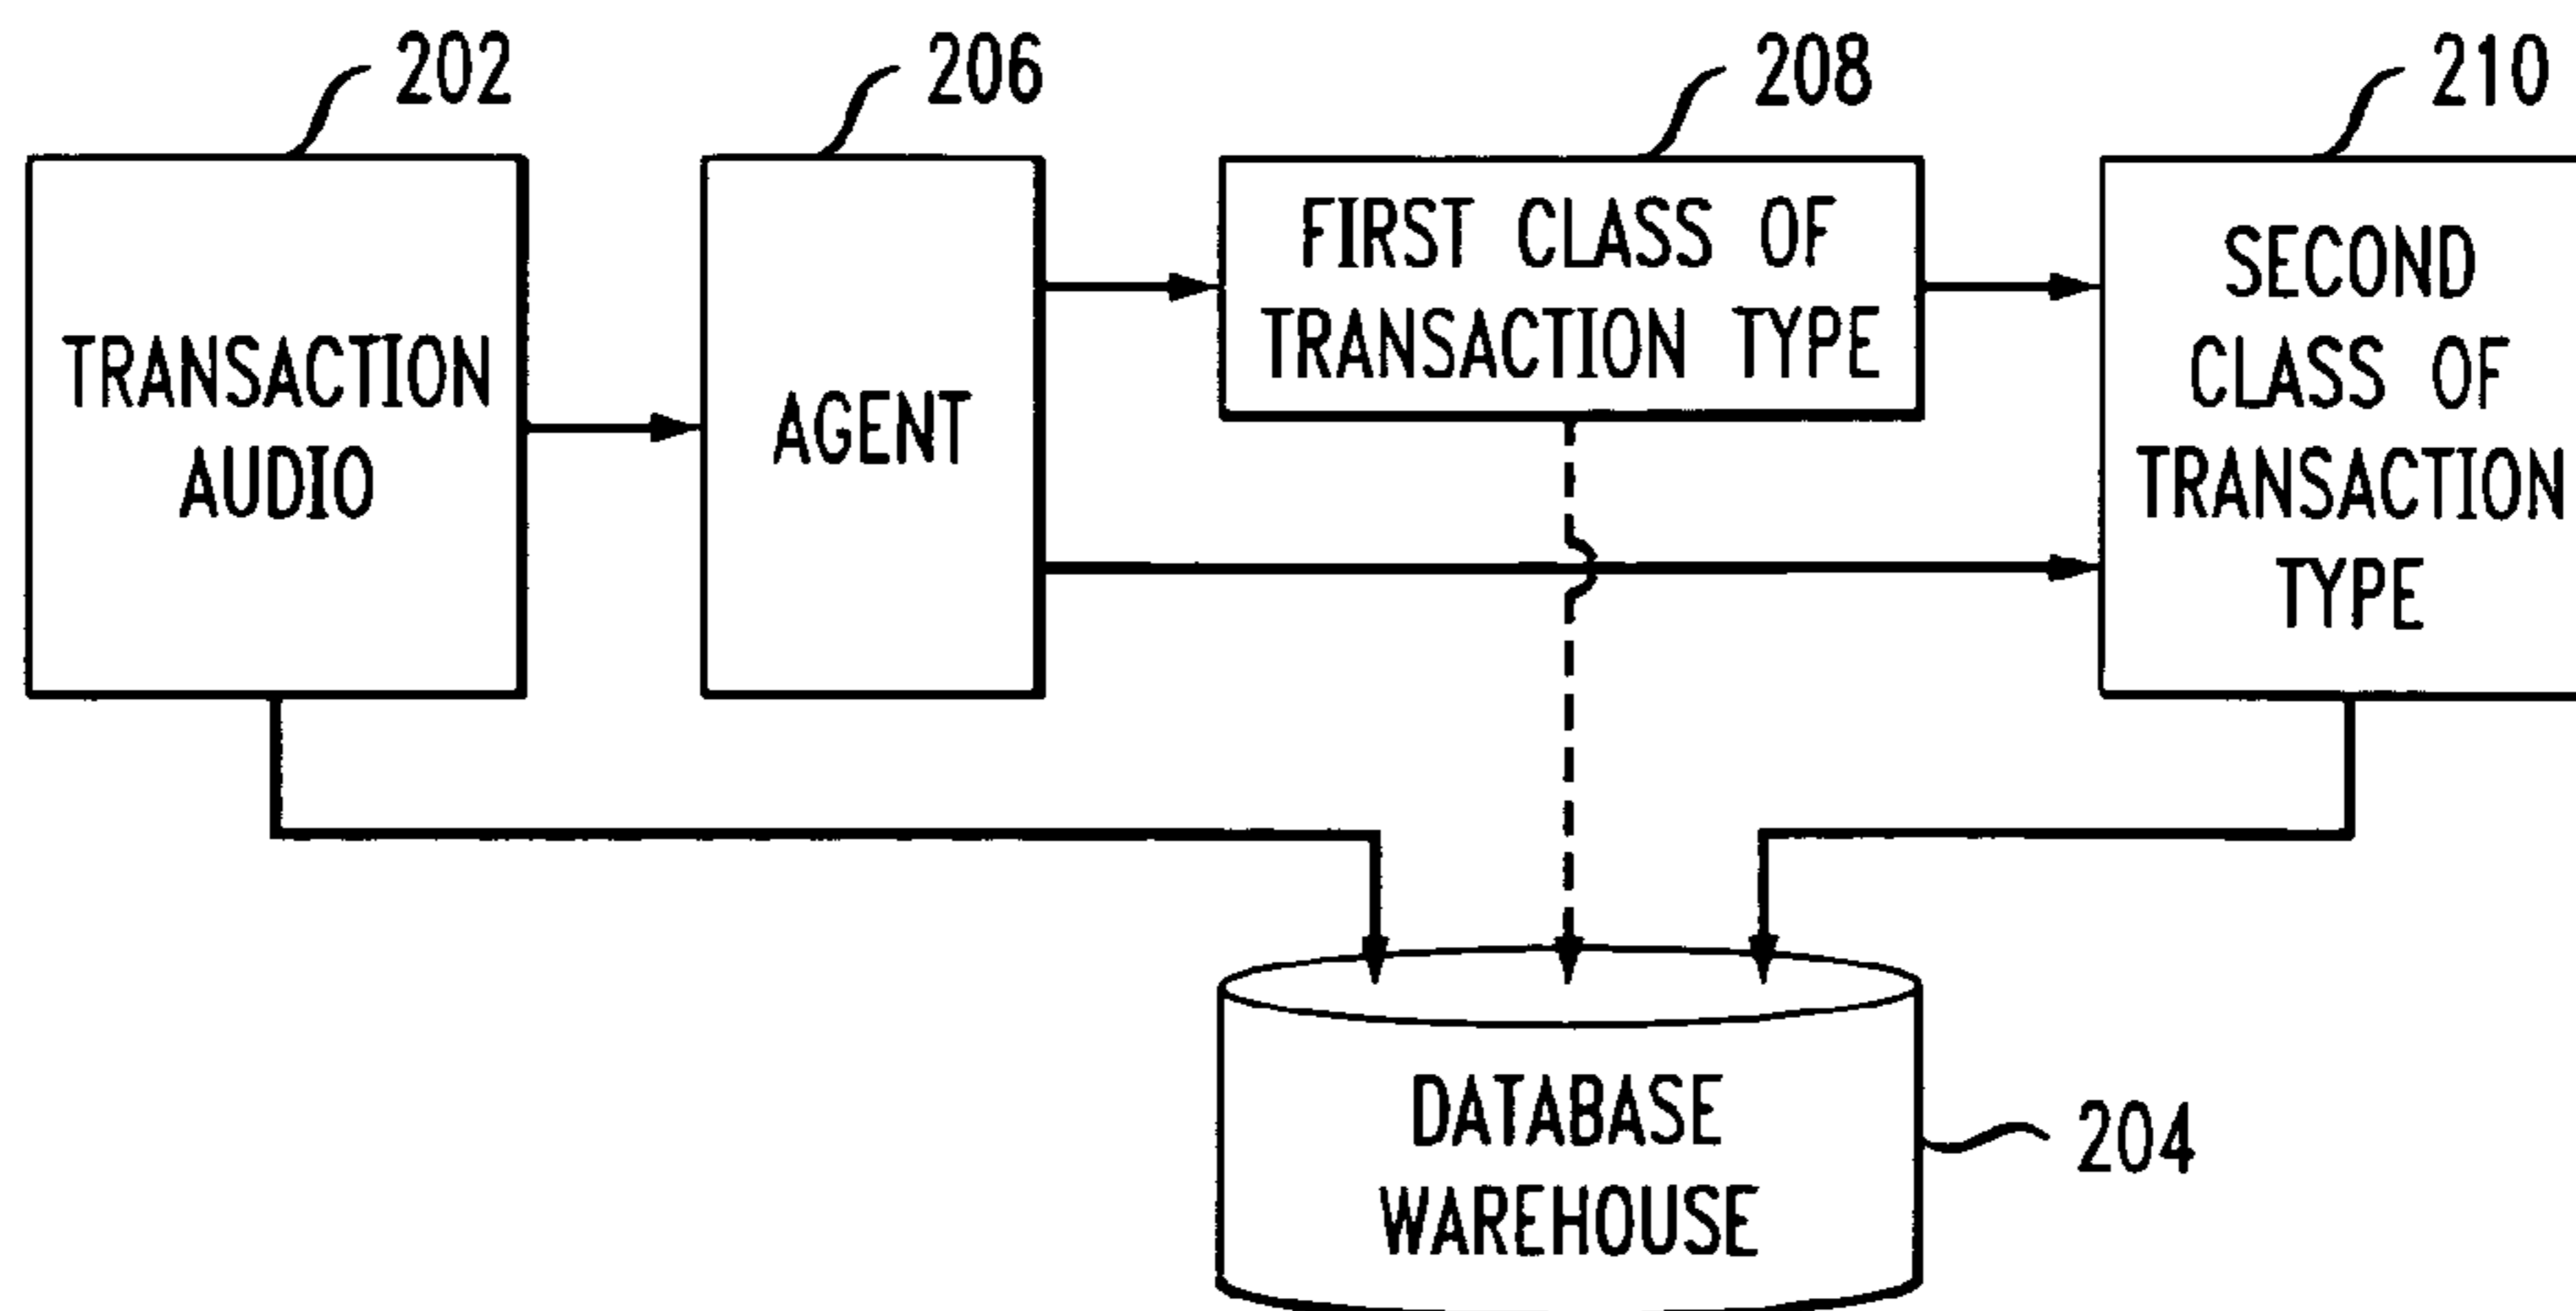 202
206
208
210
TRANSACTION
AUDIO
AGENT
FIRST CLASS OF
TRANSACTION TYPE
SECOND
CLASS OF
TRANSACTION
TYPE
DATABASE
WAREHOUSE
204